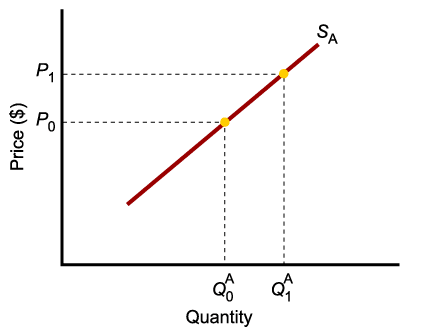 S_A
P_1
P_0
Price ($)
Q_0^A Q_1^A
Quantity